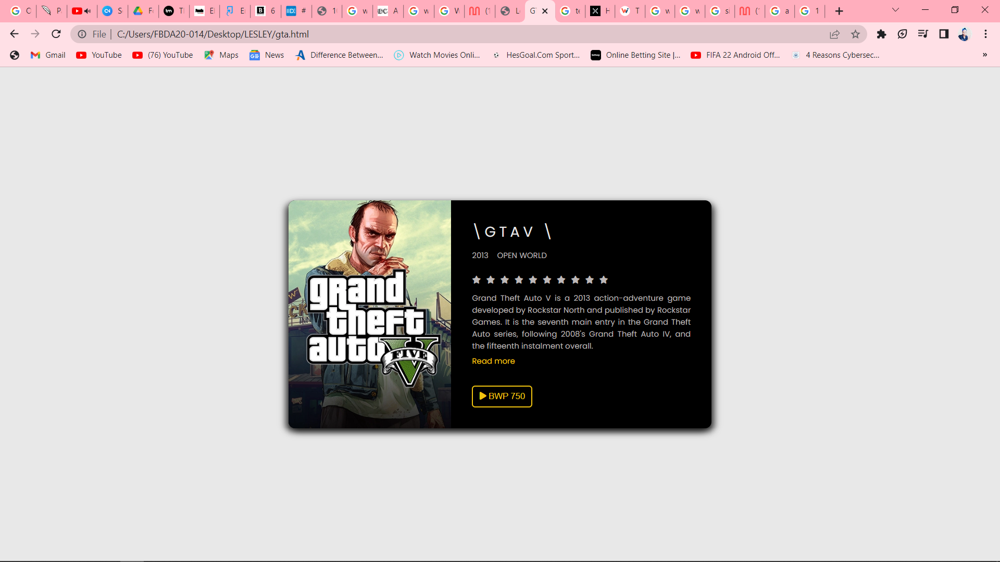 File | C:/Users/FBDA20-014/Desktop/LESLEY/gta.html
Gmail YouTube (76) YouTube Maps News Difference Between... Watch Movies Onli... HesGoal.Com Sport... Online Betting Site |... FIFA 22 Android Off... 4 Reasons Cybersec... »
grand
theft
auto
FIVE
\GTAV \
2013 OPEN WORLD
Grand Theft Auto V is a 2013 action-adventure game
developed by Rockstar North and published by Rockstar
Games. It is the seventh main entry in the Grand Theft
Auto series, following 2008's Grand Theft Auto IV, and
the fifteenth instalment overall.
Read more
BWP 750